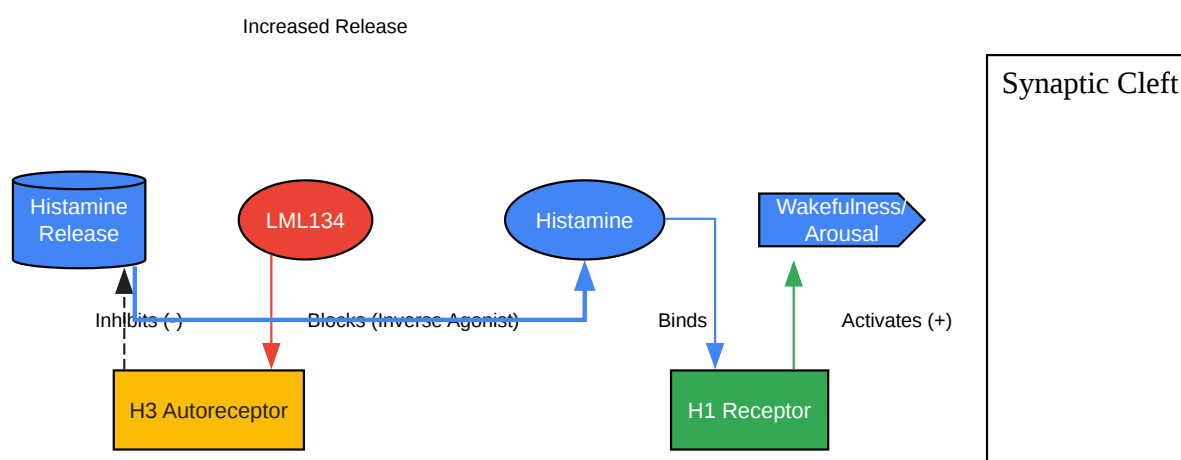 Increased Release
Synaptic Cleft
Histamine
Release
LML134
Histamine
Wakefulness/
Arousal
Inhibits (-)
Blocks (Inverse Agonist)
Binds
Activates (+)
H3 Autoreceptor
H1 Receptor